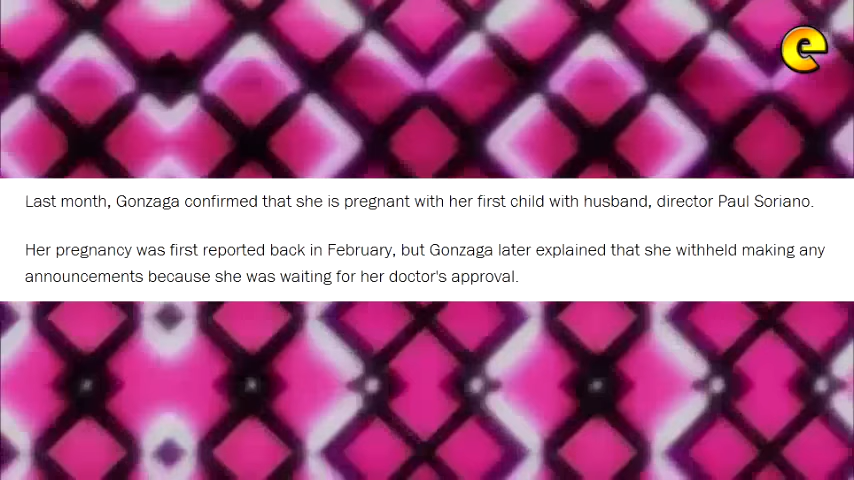 e
Last month, Gonzaga confirmed that she is pregnant with her first child with husband, director Paul Soriano.
Her pregnancy was first reported back in February, but Gonzaga later explained that she withheld making any
announcements because she was waiting for her doctor's approval.